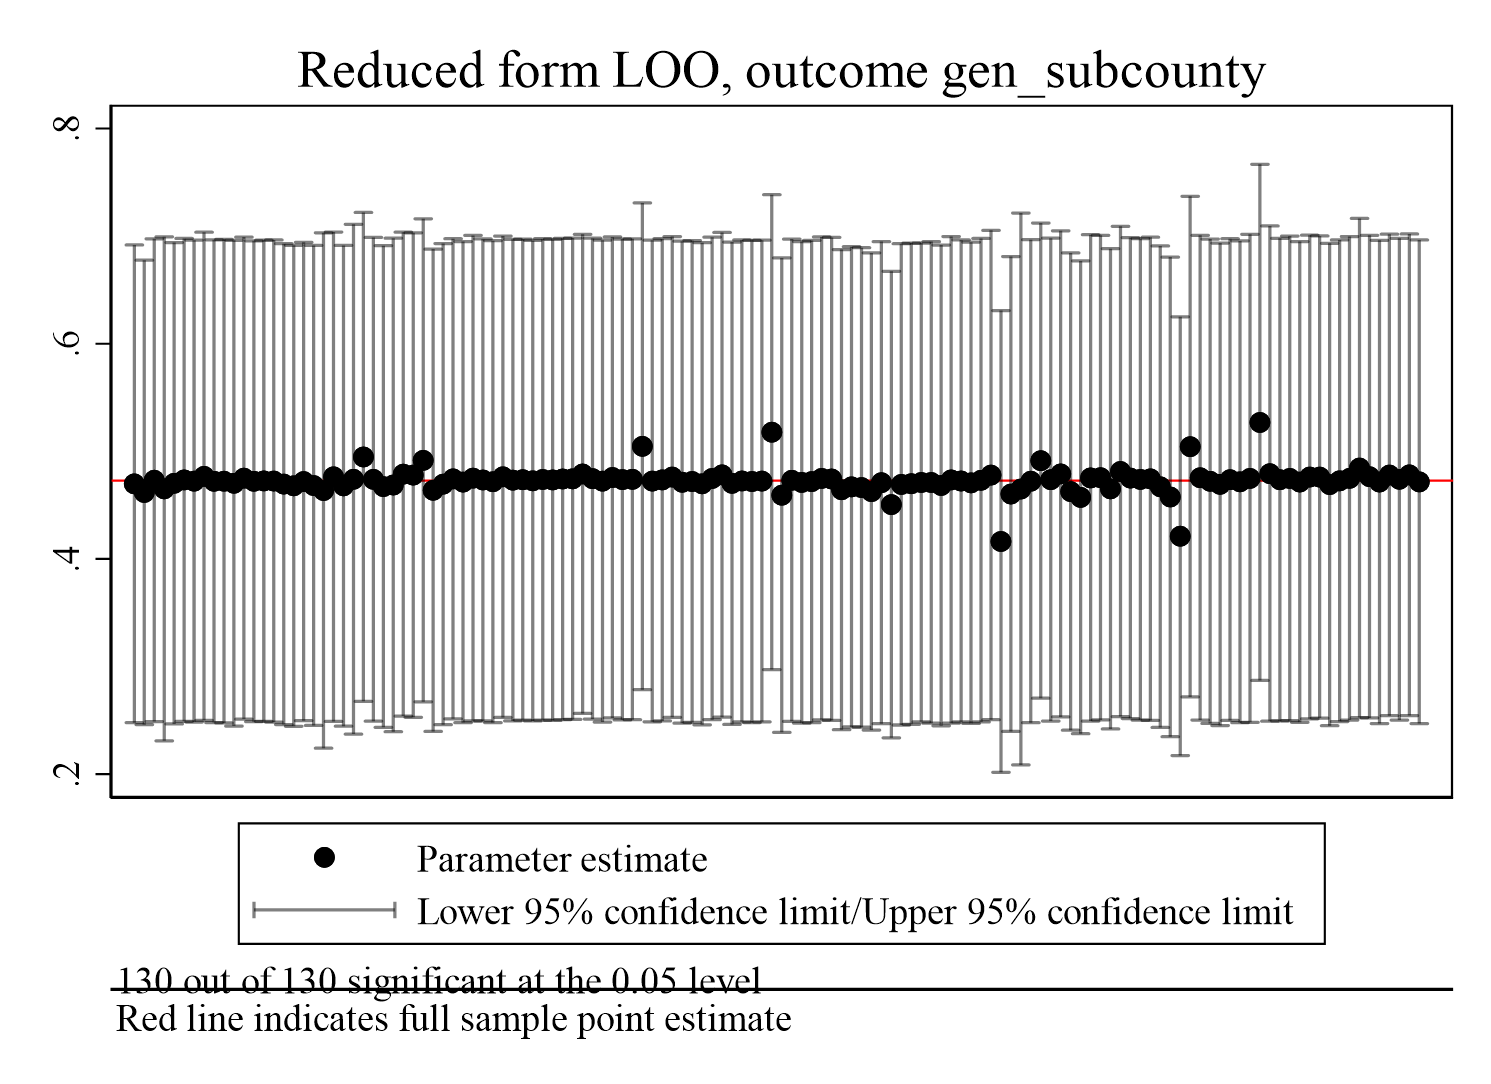 Reduced form LOO, outcome gen_subcounty
.8
.6
.4
.2
Parameter estimate
Lower 95% confidence limit/Upper 95% confidence limit
130 out of 130 significant at the 0.05 level
Red line indicates full sample point estimate